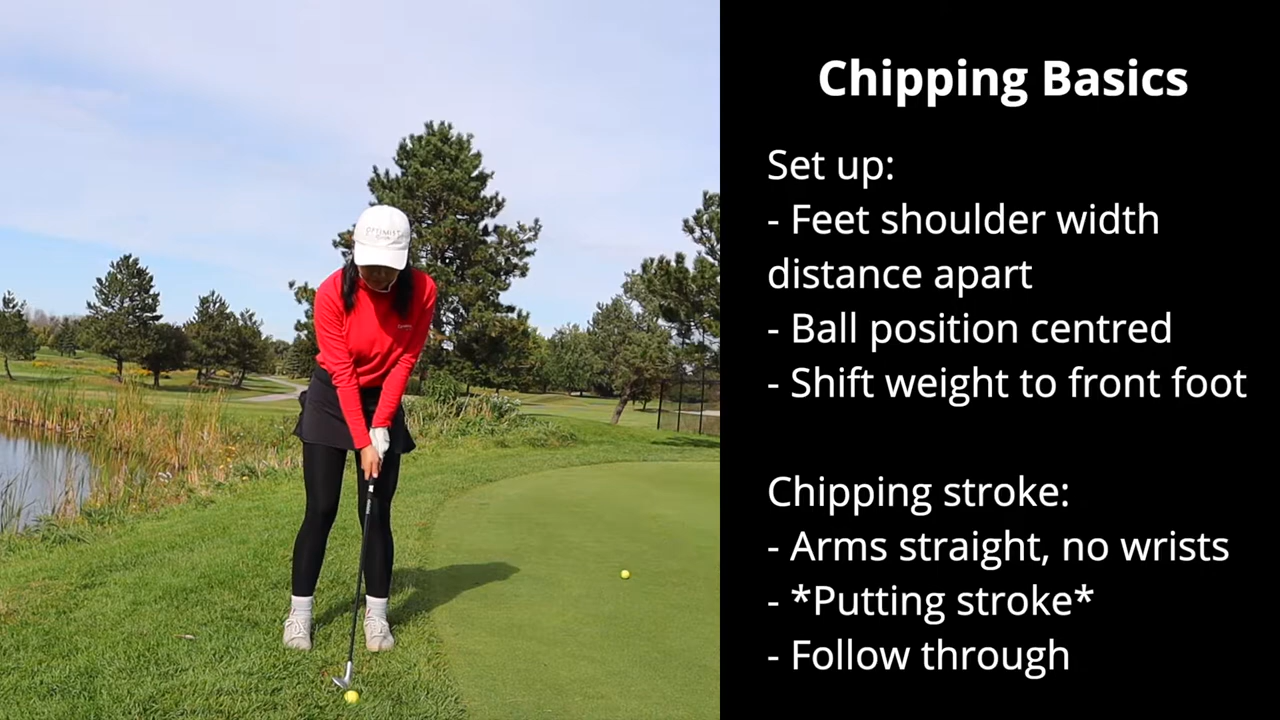 OPTIMIST
Chipping Basics
Set up:
- Feet shoulder width
distance apart
- Ball position centred
- Shift weight to front foot
Chipping stroke:
- Arms straight, no wrists
- *Putting stroke*
- Follow through